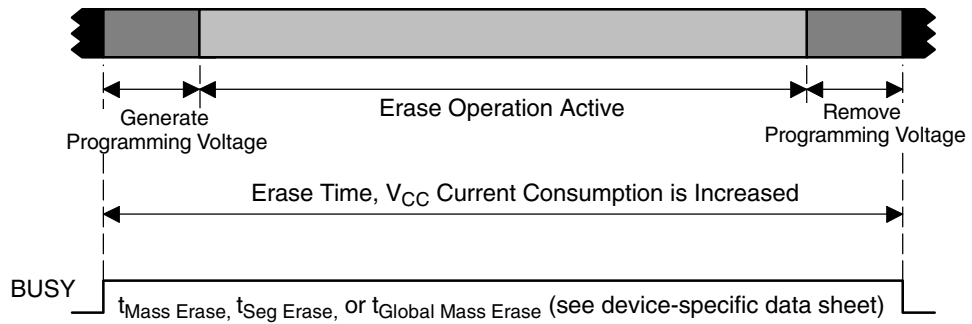 Generate
Programming Voltage
Erase Operation Active
Remove
Programming Voltage
Erase Time, VCC Current Consumption is Increased
BUSY
tMass Erase, tSeg Erase, or tGlobal Mass Erase (see device-specific data sheet)